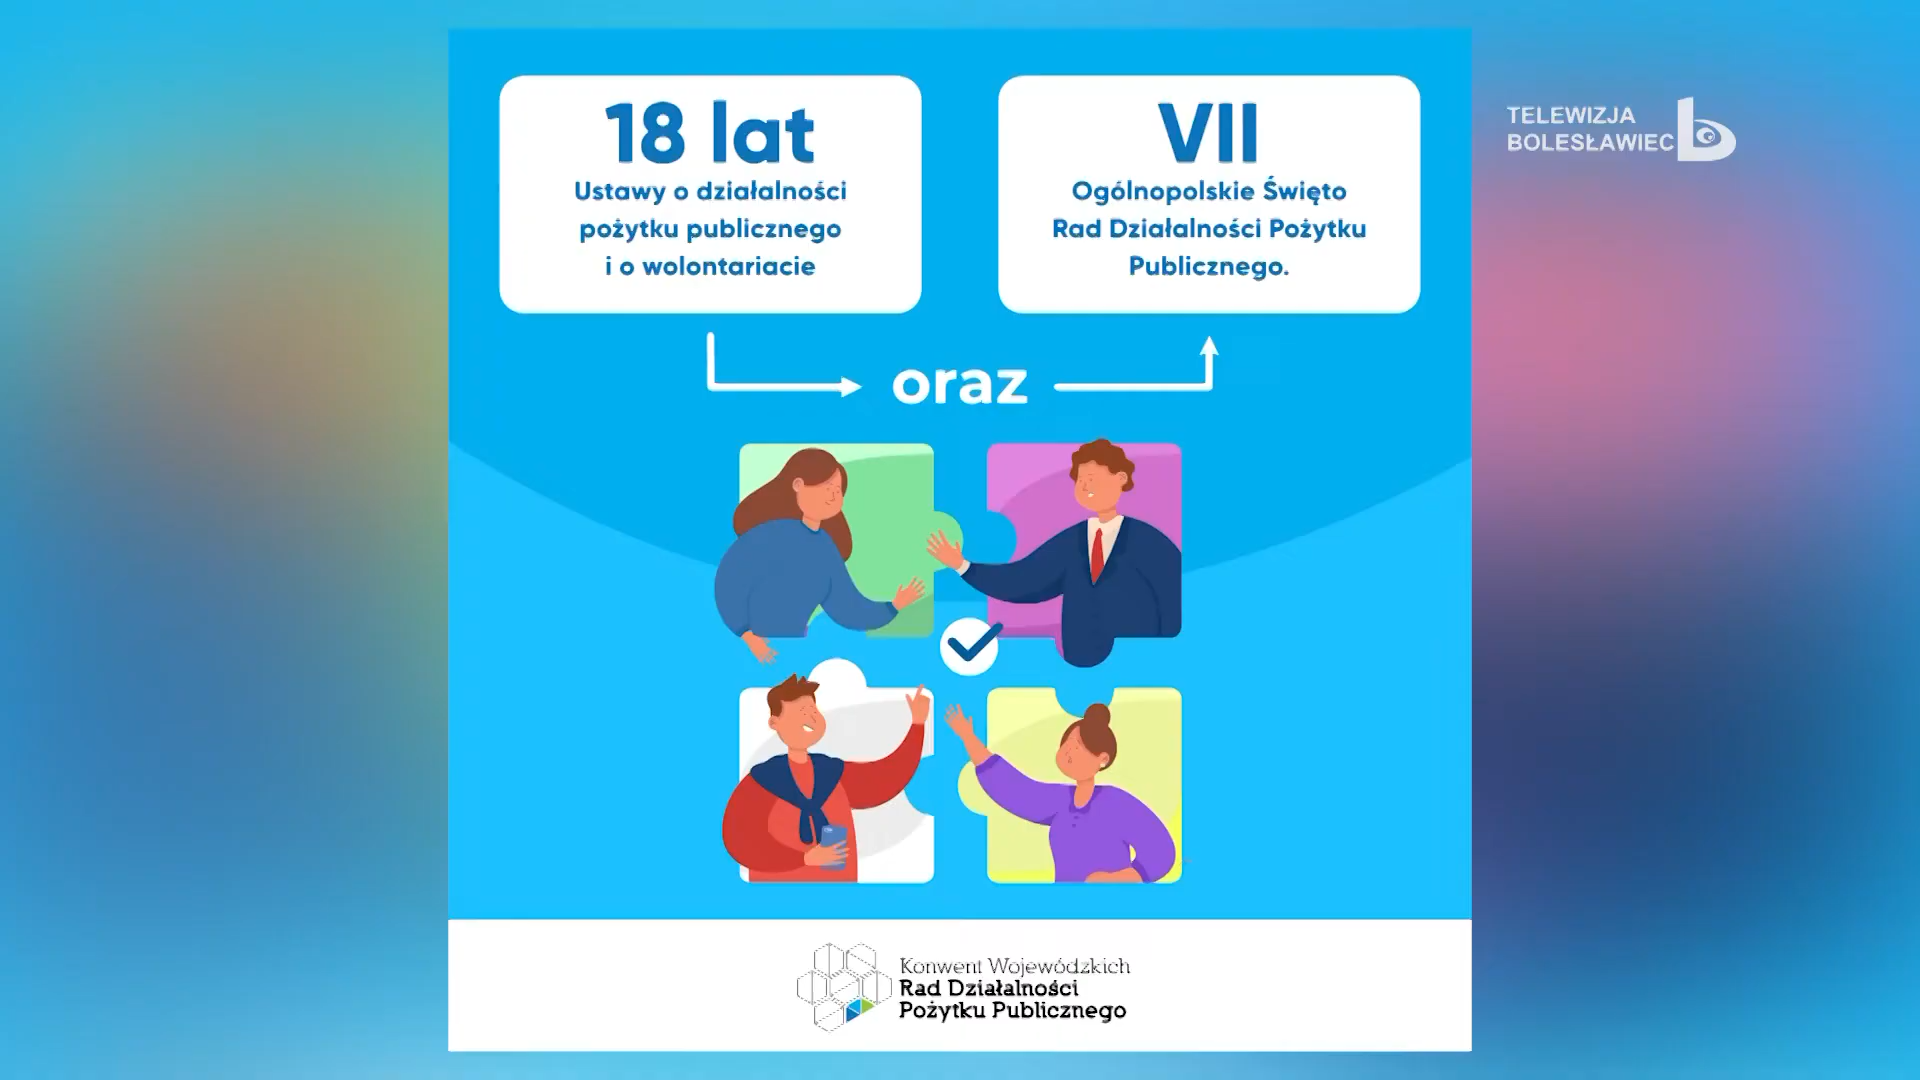 18 lat
Ustawy o działalności
pożytku publicznego
i o wolontariacie
VII
Ogólnopolskie Święto
Rad Działalności Pożytku
Publicznego.
oraz
TELEWIZJA
BOLESŁAWIEC
Konwent Wojewódzkich
Rad Działalności
Pożytku Publicznego